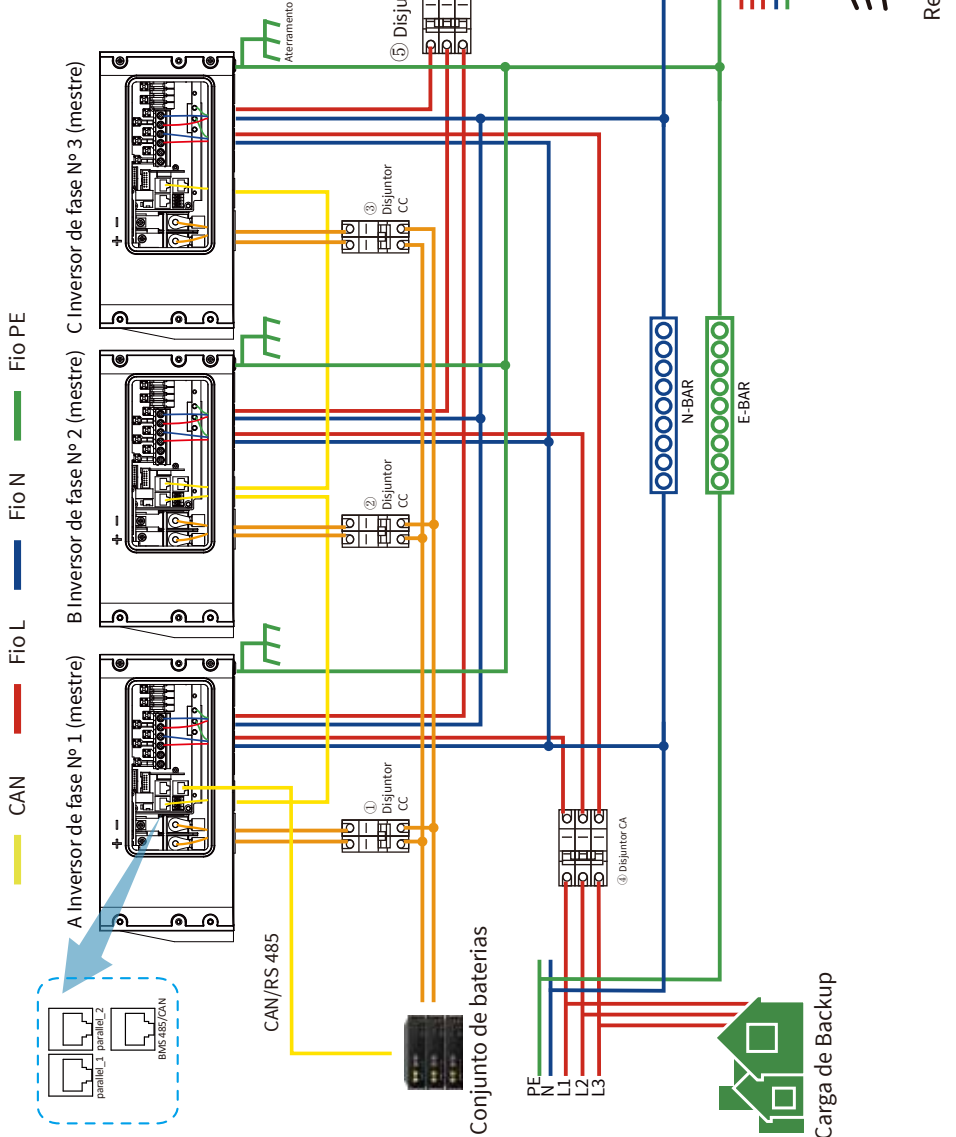 CAN
Fio L
Fio N
Fio PE
A Inversor de fase Nº 1 (mestre)
B Inversor de fase Nº 2 (mestre)
C Inversor de fase Nº 3 (mestre)
+ −
+ −
+ −
parallel_1
parallel_2
BMS 485/CAN
CAN/RS 485
Aterramento
①
Disjuntor
CC
②
Disjuntor
CC
③
Disjuntor
CC
④ Disjuntor CA
⑤ Disju
Conjunto de baterias
PE
N
L1
L2
L3
N-BAR
E-BAR
Carga de Backup
Re